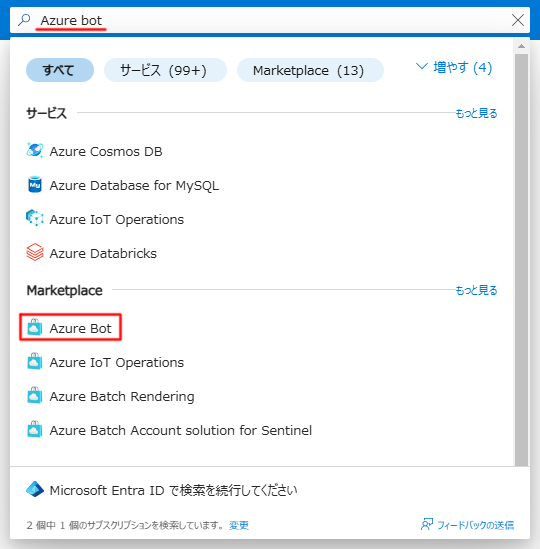 Azure bot
すべて サービス (99+) Marketplace (13) 増やす (4)
サービス もっと見る
Azure Cosmos DB
Azure Database for MySQL
Azure IoT Operations
Azure Databricks
Marketplace もっと見る
Azure Bot
Azure IoT Operations
Azure Batch Rendering
Azure Batch Account solution for Sentinel
Microsoft Entra ID で検索を続行してください
2 個中 1 個のサブスクリプションを検索しています。 変更 フィードバックの送信